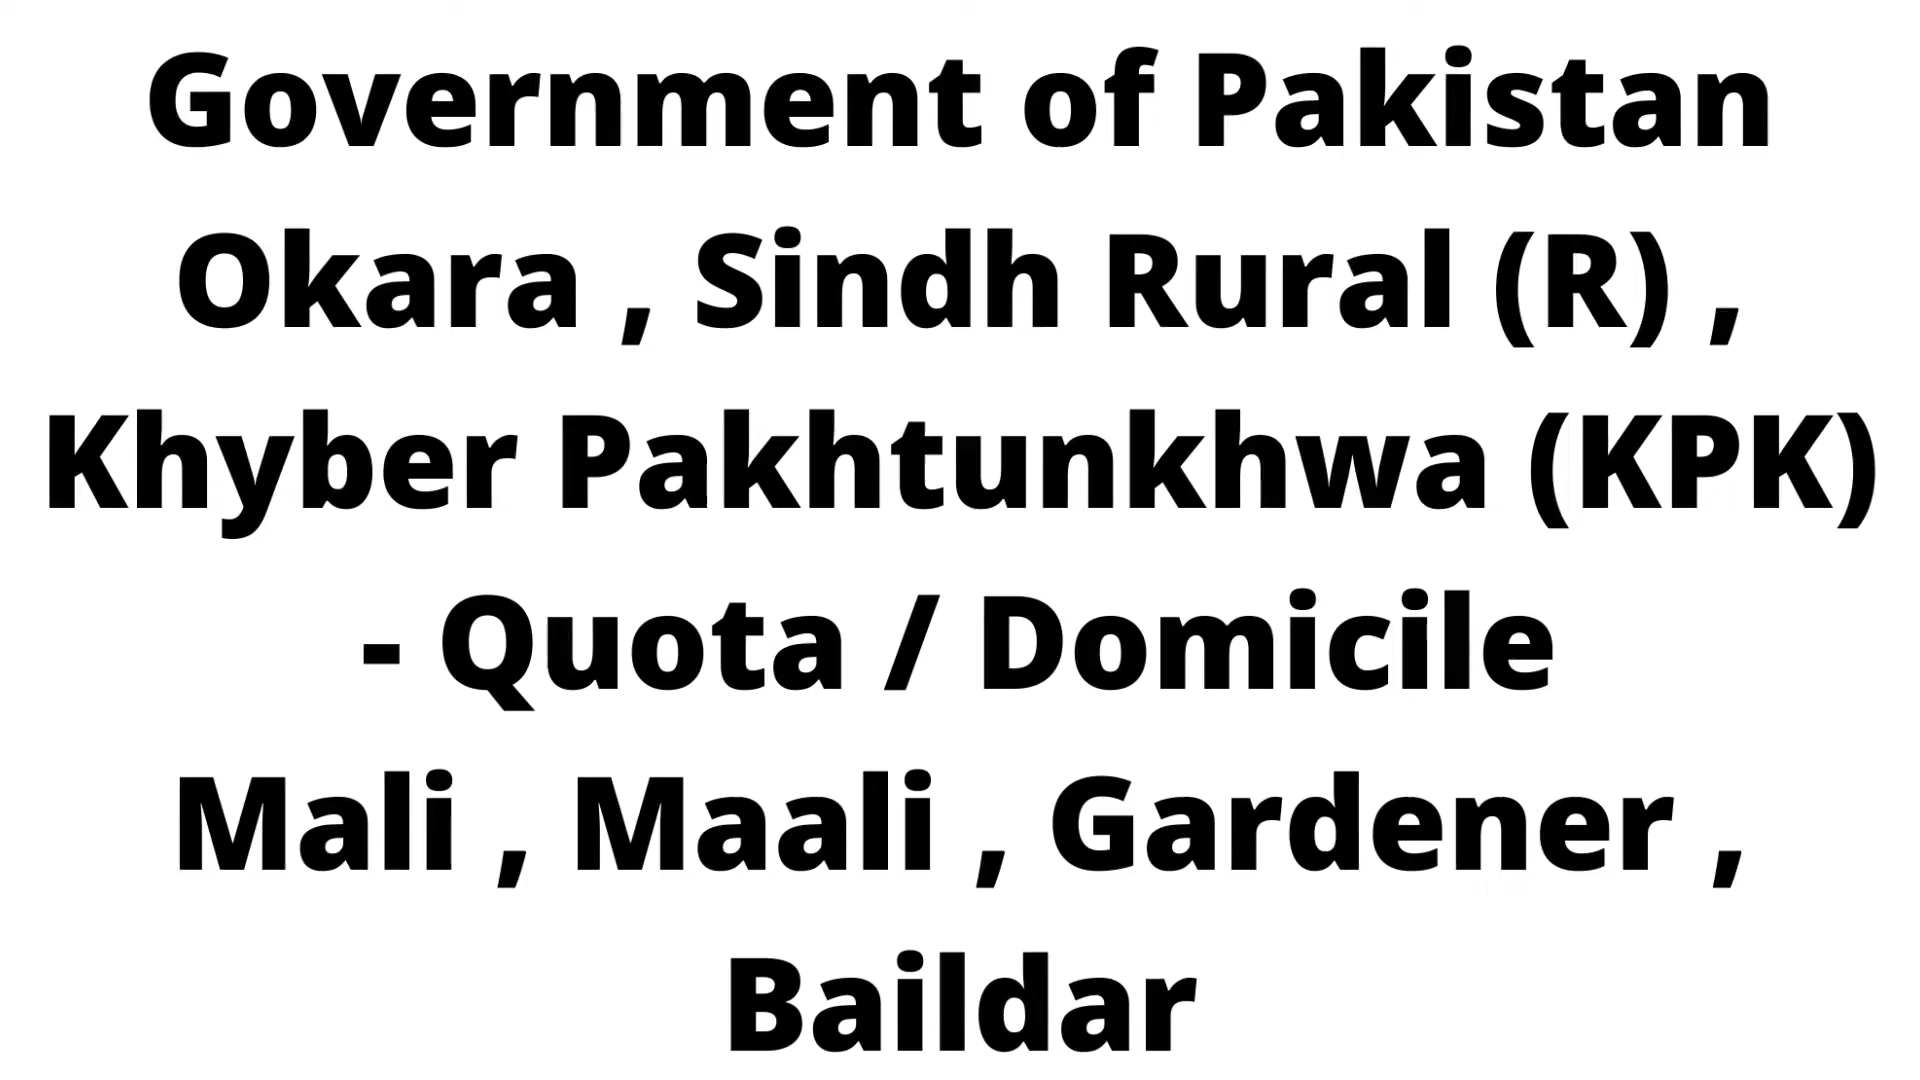 Government of Pakistan
Okara , Sindh Rural (R) ,
Khyber Pakhtunkhwa (KPK)
- Quota / Domicile
Mali , Maali , Gardener ,
Baildar